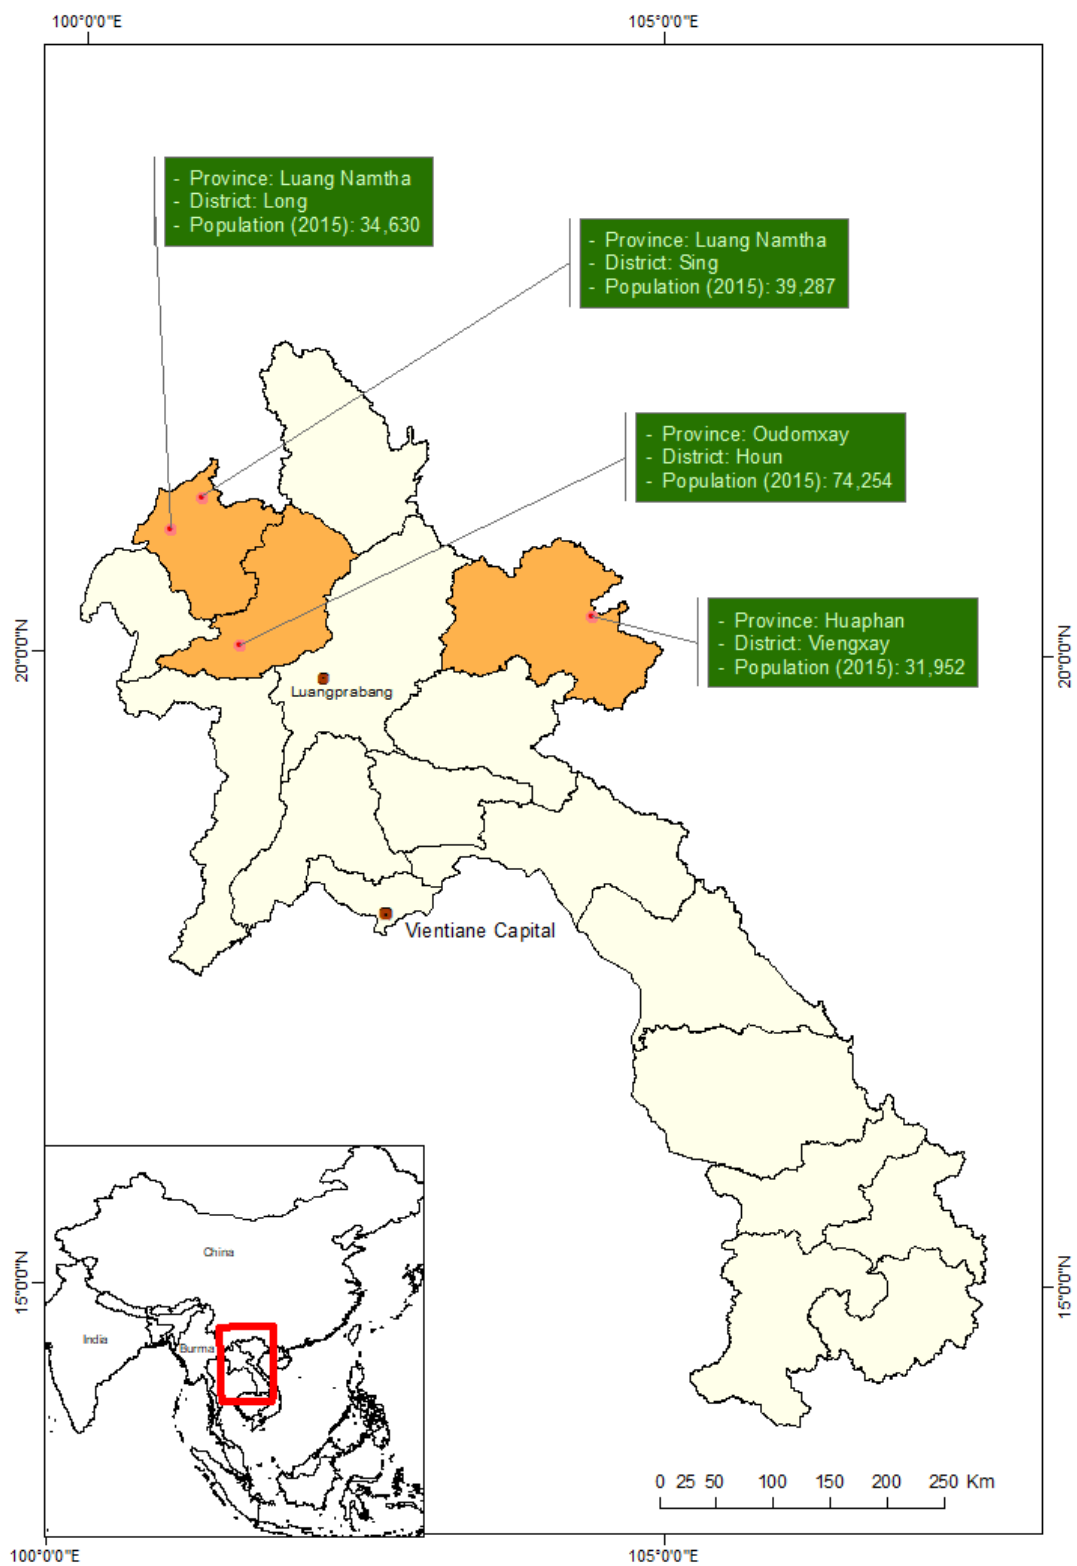 100°0'0"E
105°0'0"E
- Province: Luang Namtha
- District: Long
- Population (2015): 34,630
- Province: Luang Namtha
- District: Sing
- Population (2015): 39,287
- Province: Oudomxay
- District: Houn
- Population (2015): 74,254
- Province: Huaphan
- District: Viengxay
- Population (2015): 31,952
20°0'0"N
20°0'0"N
Luangprabang
Vientiane Capital
China
India
Burma
15°0'0"N
15°0'0"N
0 25 50 100 150 200 250 Km
100°0'0"E
105°0'0"E